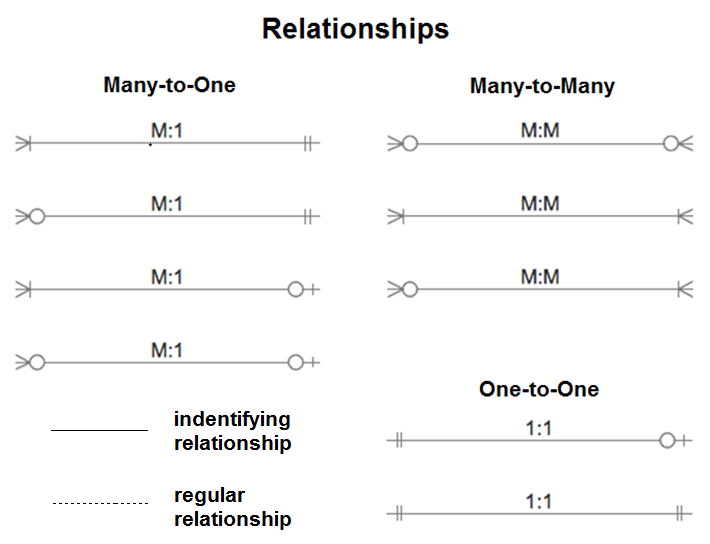 Relationships
Many-to-One
M:1
M:1
M:1
M:1
indentifying
relationship
regular
relationship
Many-to-Many
M:M
M:M
M:M
One-to-One
1:1
1:1